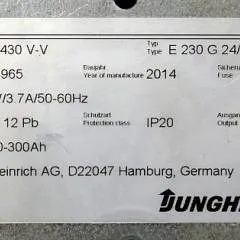 430 V-V Typ Type E 230 G 24/
965 Baujahr Year of manufacture 2014 Sicheru Fuse
/3.7A/50-60Hz
12 Pb Schutzart Protection class IP20 Ausgan Output
0-300Ah
einrich AG, D22047 Hamburg, Germany
JUNGH